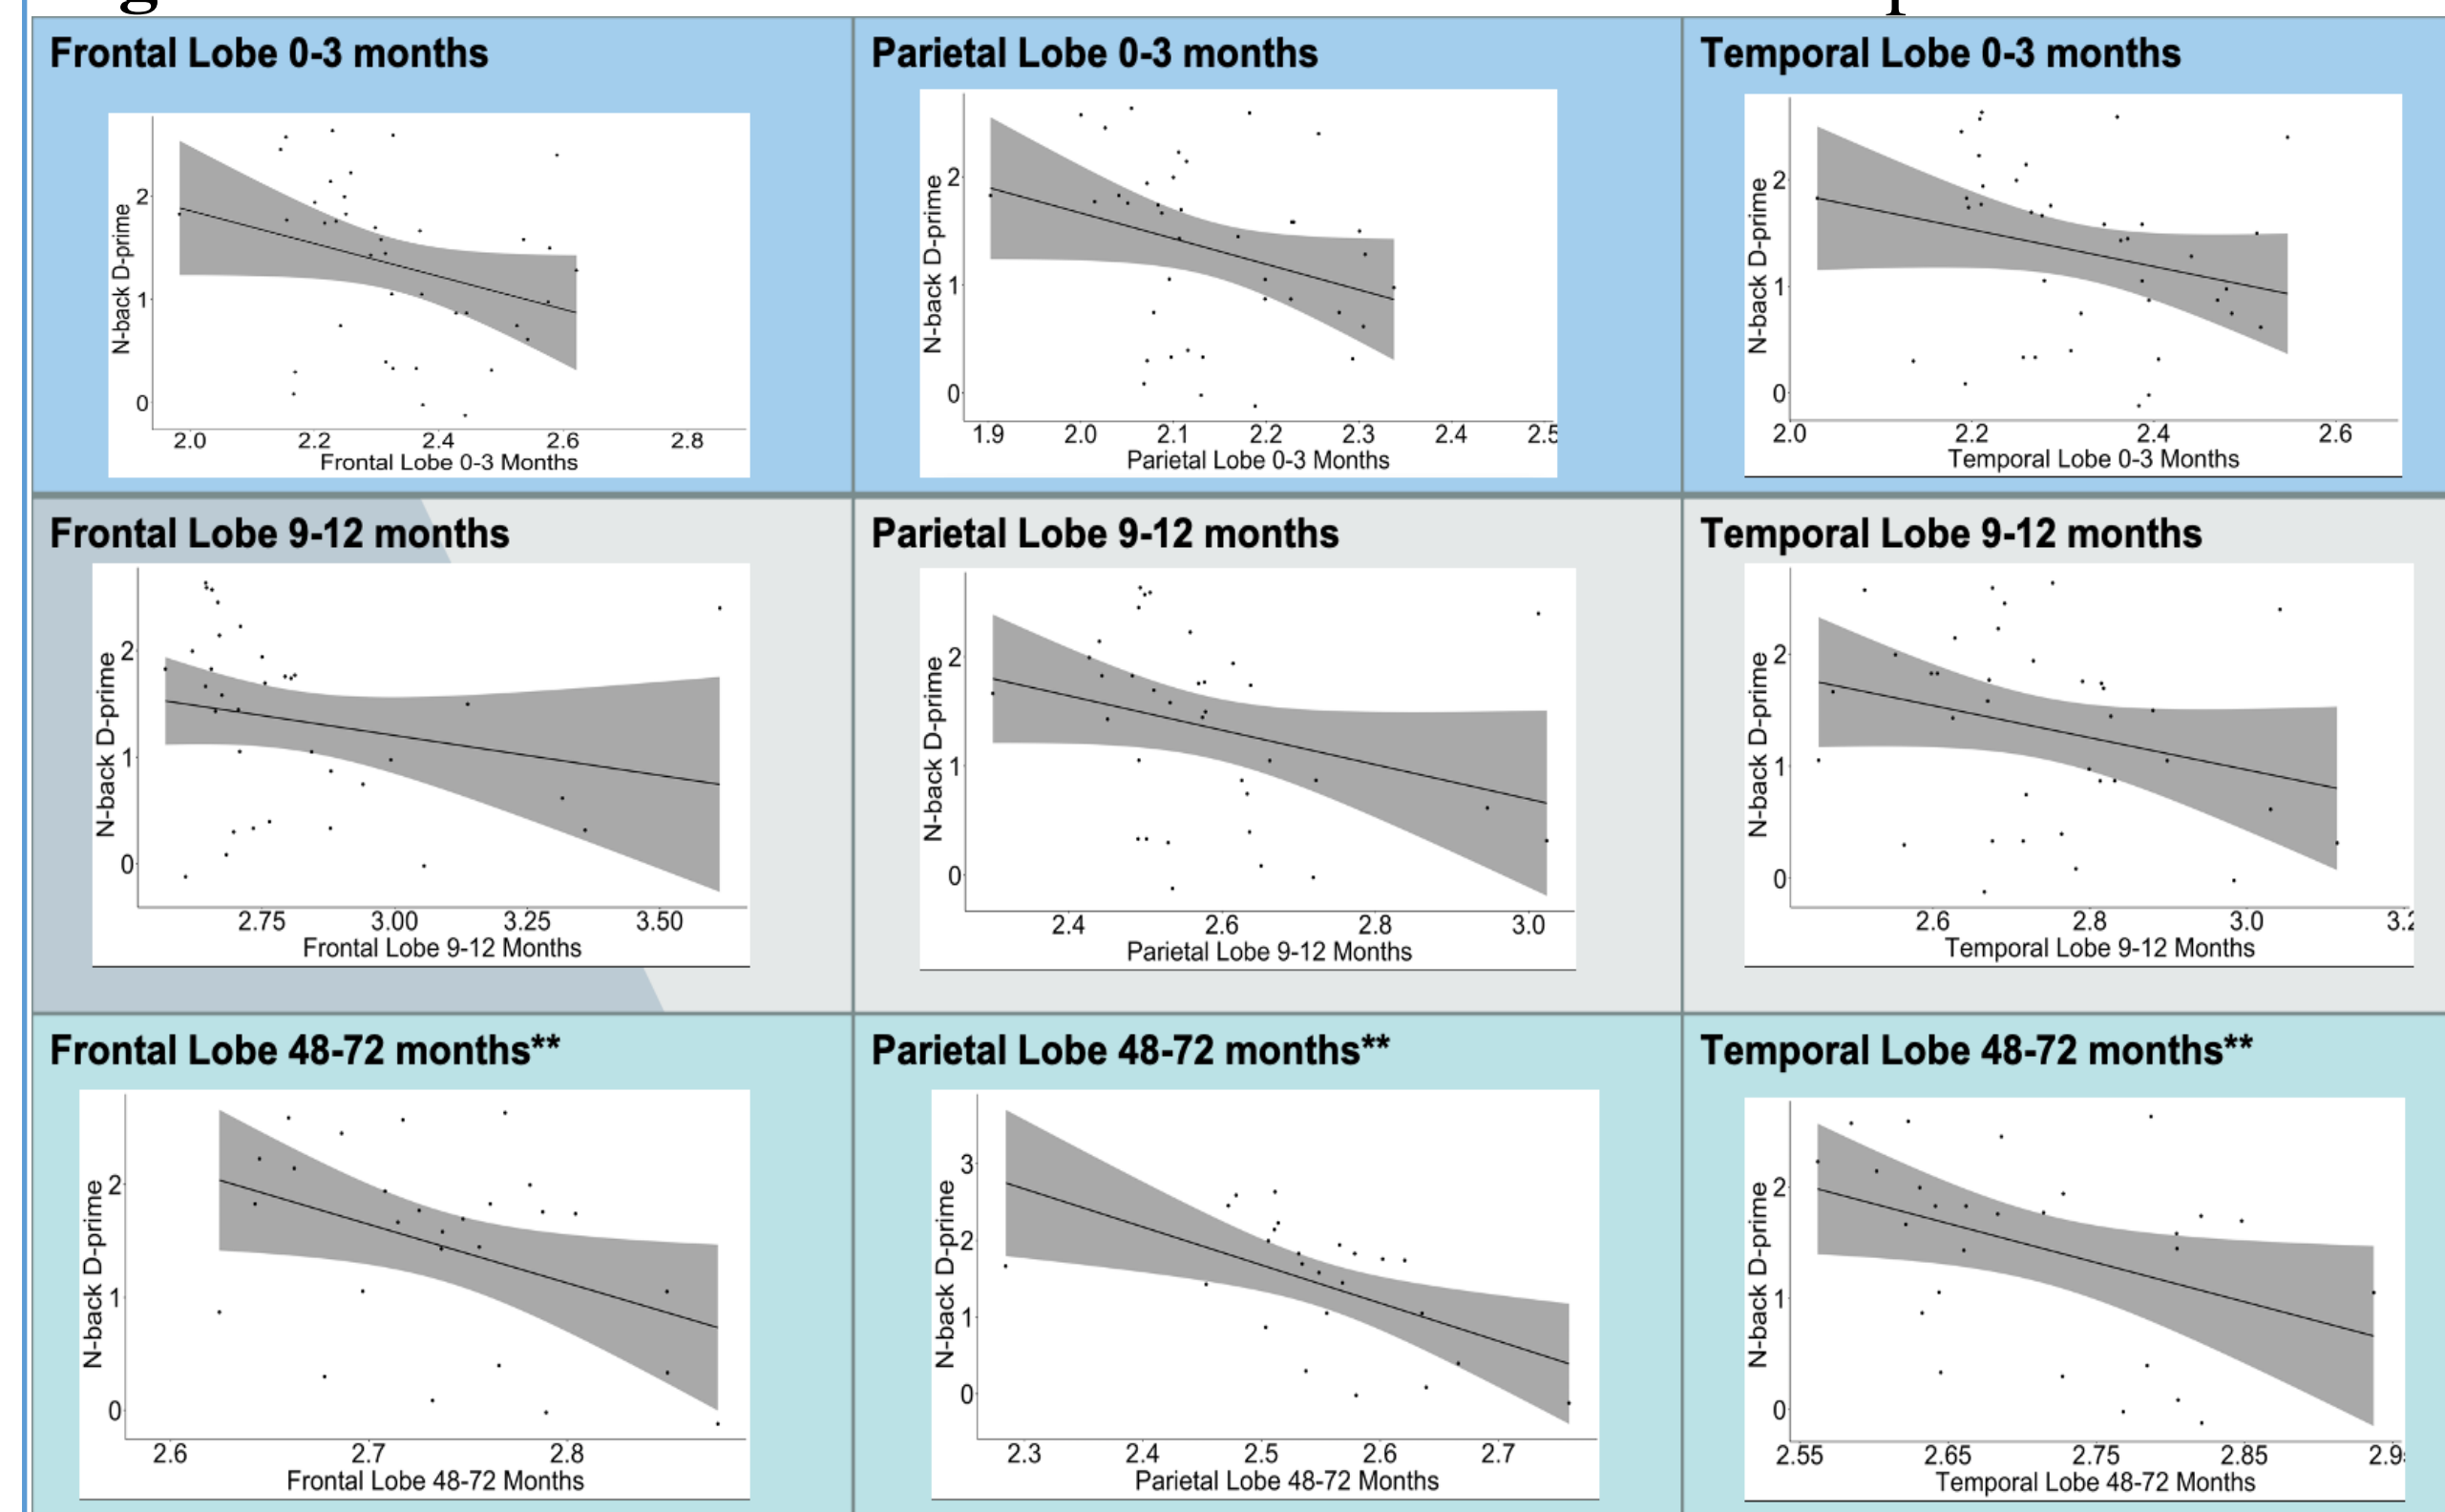 Frontal Lobe 0-3 months
N-back D-prime
2
1
0
2.0 2.2 2.4 2.6 2.8
Frontal Lobe 0-3 Months
Parietal Lobe 0-3 months
N-back D-prime
2
1
0
1.9 2.0 2.1 2.2 2.3 2.4 2.5
Parietal Lobe 0-3 Months
Temporal Lobe 0-3 months
N-back D-prime
2
1
0
2.0 2.2 2.4 2.6
Temporal Lobe 0-3 Months
Frontal Lobe 9-12 months
N-back D-prime
2
1
0
2.75 3.00 3.25 3.50
Frontal Lobe 9-12 Months
Parietal Lobe 9-12 months
N-back D-prime
2
1
0
2.4 2.6 2.8 3.0
Parietal Lobe 9-12 Months
Temporal Lobe 9-12 months
N-back D-prime
2
1
0
2.6 2.8 3.0 3.2
Temporal Lobe 9-12 Months
Frontal Lobe 48-72 months**
N-back D-prime
2
1
0
2.6 2.7 2.8
Frontal Lobe 48-72 Months
Parietal Lobe 48-72 months**
N-back D-prime
3
2
1
0
2.3 2.4 2.5 2.6 2.7
Parietal Lobe 48-72 Months
Temporal Lobe 48-72 months**
N-back D-prime
2
1
0
2.55 2.65 2.75 2.85 2.9
Temporal Lobe 48-72 Months